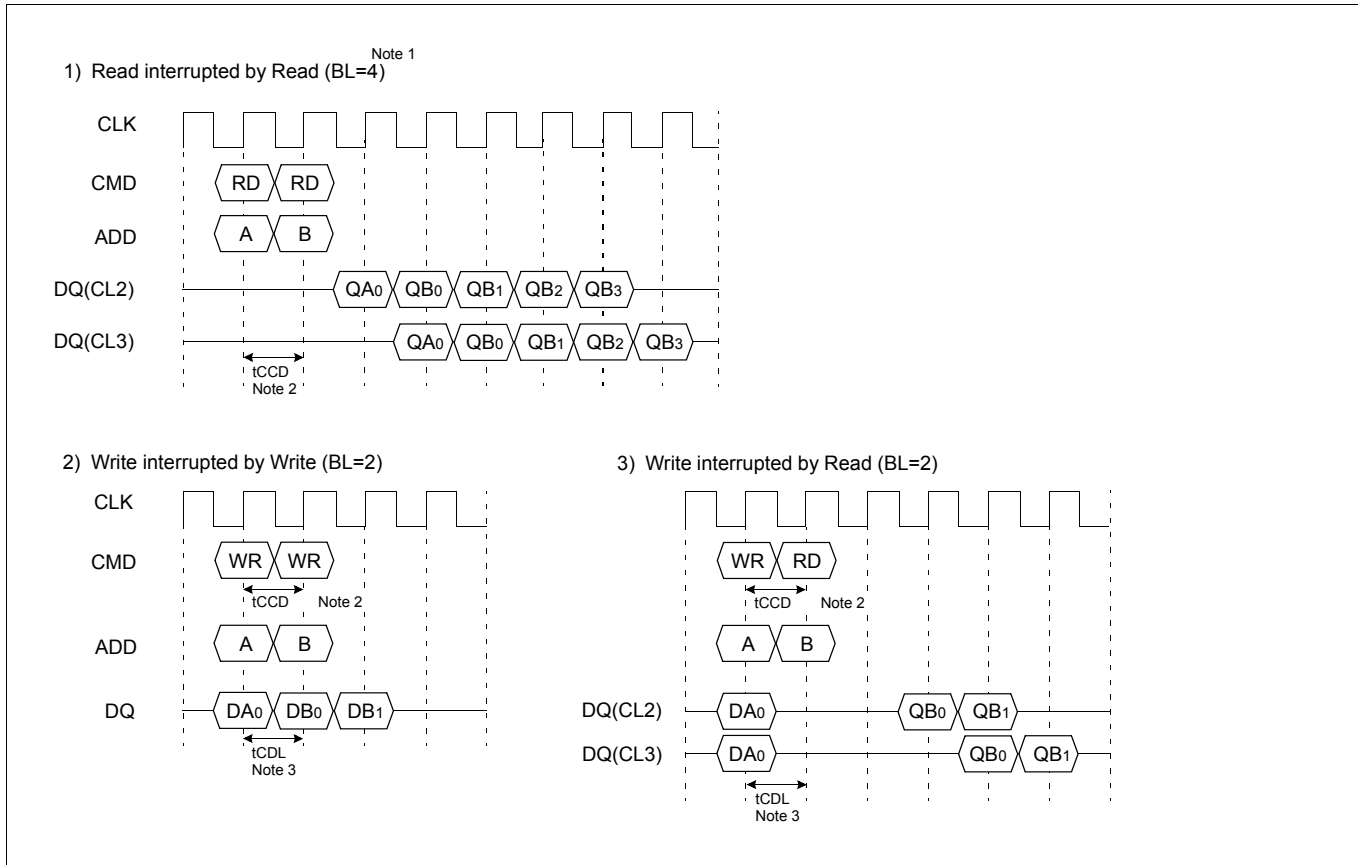 Note 1
1) Read interrupted by Read (BL=4)
CLK
CMD RD RD
ADD A B
DQ(CL2) QA0 QB0 QB1 QB2 QB3
DQ(CL3) QA0 QB0 QB1 QB2 QB3
tCCD
Note 2
2) Write interrupted by Write (BL=2)
CLK
CMD WR WR
tCCD Note 2
ADD A B
DQ DA0 DB0 DB1
tCDL
Note 3
3) Write interrupted by Read (BL=2)
WR RD
tCCD Note 2
A B
DQ(CL2) DA0 QB0 QB1
DQ(CL3) DA0 QB0 QB1
tCDL
Note 3